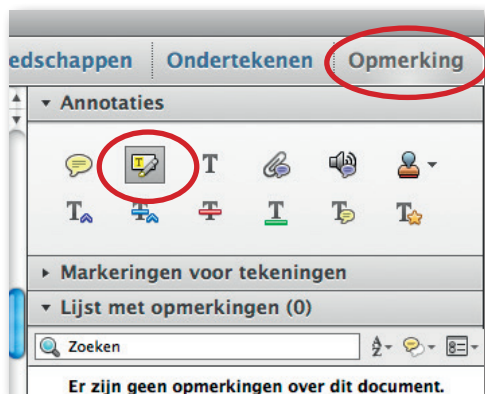 edschappen Ondertekenen Opmerking
Annotaties
T
T T T T T T
Markeringen voor tekeningen
Lijst met opmerkingen (0)
Zoeken
Er zijn geen opmerkingen over dit document.